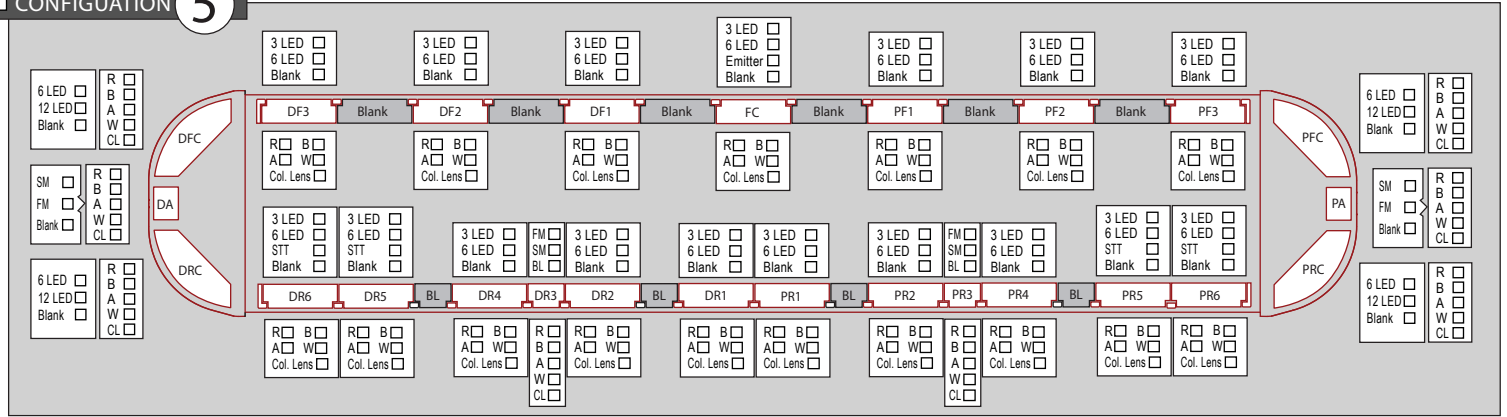 CONFIGUATION 5
3 LED
6 LED
Blank
3 LED
6 LED
Blank
3 LED
6 LED
Blank
3 LED
6 LED
Emitter
Blank
3 LED
6 LED
Blank
3 LED
6 LED
Blank
3 LED
6 LED
Blank
6 LED
12 LED
Blank
R
B
A
W
CL
DFC
DF3 Blank DF2 Blank DF1 Blank FC Blank PF1 Blank PF2 Blank PF3
PFC
6 LED
12 LED
Blank
R
B
A
W
CL
R B
A W
Col. Lens
R B
A W
Col. Lens
R B
A W
Col. Lens
R B
A W
Col. Lens
R B
A W
Col. Lens
R B
A W
Col. Lens
R B
A W
Col. Lens
SM
FM
Blank
R
B
A
W
CL
DA
PA
SM
FM
Blank
R
B
A
W
CL
3 LED
6 LED
STT
Blank
3 LED
6 LED
STT
Blank
3 LED
6 LED
Blank
FM
SM
BL
3 LED
6 LED
Blank
3 LED
6 LED
Blank
3 LED
6 LED
Blank
3 LED
6 LED
Blank
FM
SM
BL
3 LED
6 LED
Blank
3 LED
6 LED
STT
Blank
3 LED
6 LED
STT
Blank
6 LED
12 LED
Blank
R
B
A
W
CL
DRC
DR6 DR5 BL DR4 DR3 DR2 BL DR1 PR1 BL PR2 PR3 PR4 BL PR5 PR6
PRC
6 LED
12 LED
Blank
R
B
A
W
CL
R B
A W
Col. Lens
R B
A W
Col. Lens
R B
A W
Col. Lens
R
B
A
W
CL
R B
A W
Col. Lens
R B
A W
Col. Lens
R B
A W
Col. Lens
R B
A W
Col. Lens
R
B
A
W
CL
R B
A W
Col. Lens
R B
A W
Col. Lens
R B
A W
Col. Lens